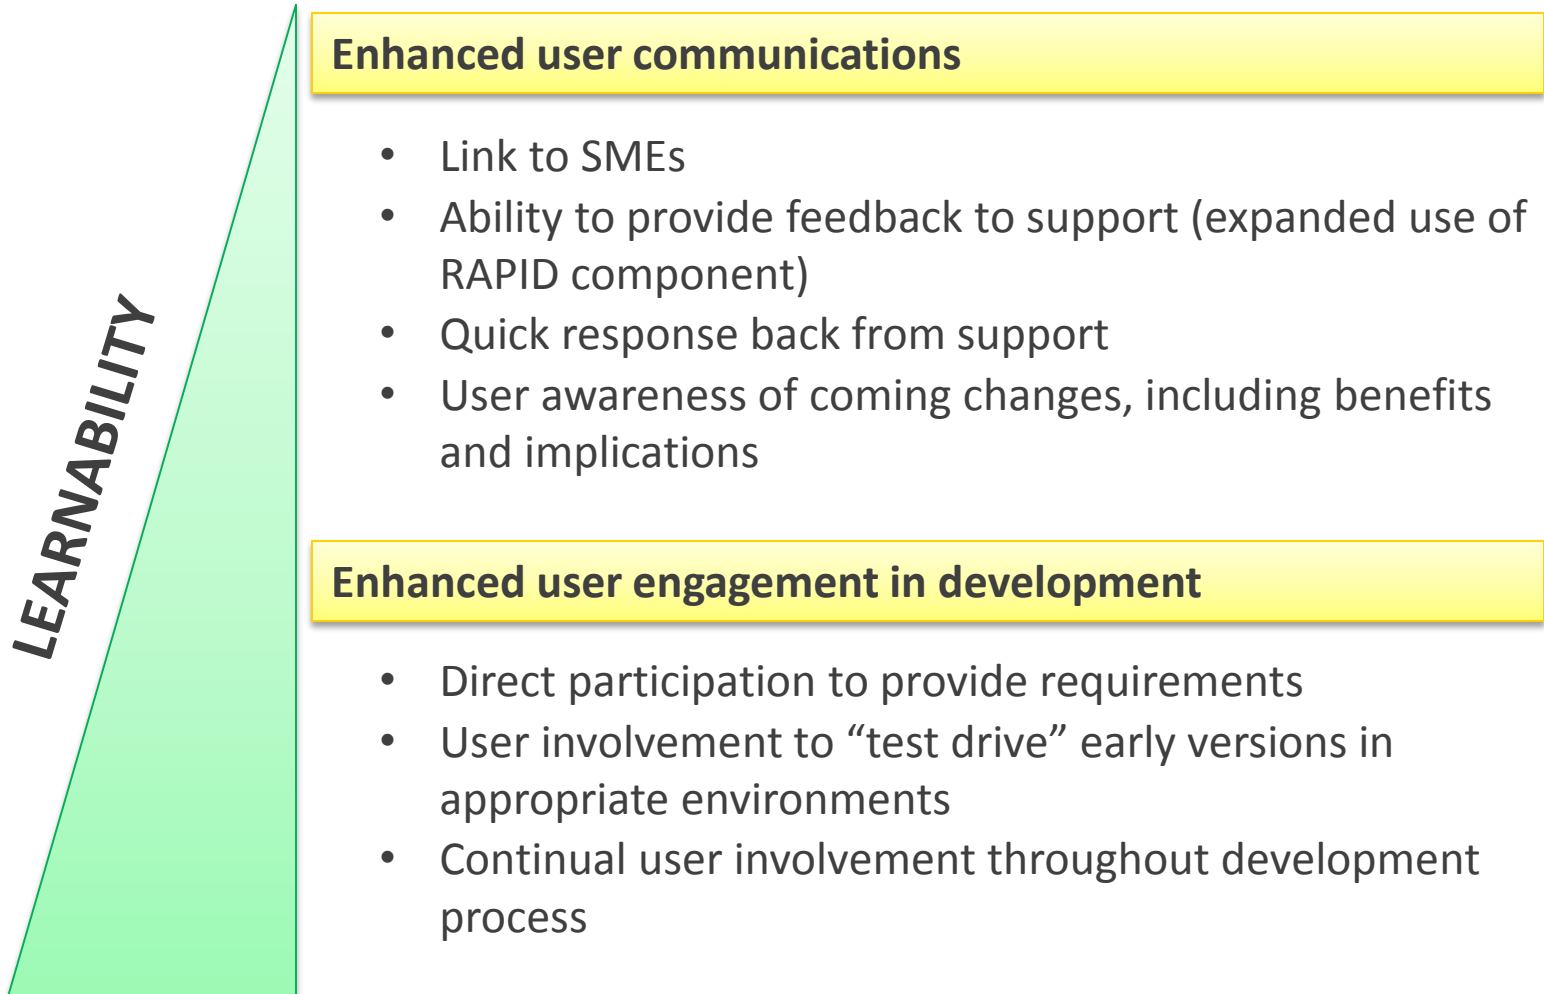 Enhanced user communications
• Link to SMEs
• Ability to provide feedback to support (expanded use of
RAPID component)
• Quick response back from support
• User awareness of coming changes, including benefits
and implications
LEARNABILITY
Enhanced user engagement in development
• Direct participation to provide requirements
• User involvement to “test drive” early versions in
appropriate environments
• Continual user involvement throughout development
process